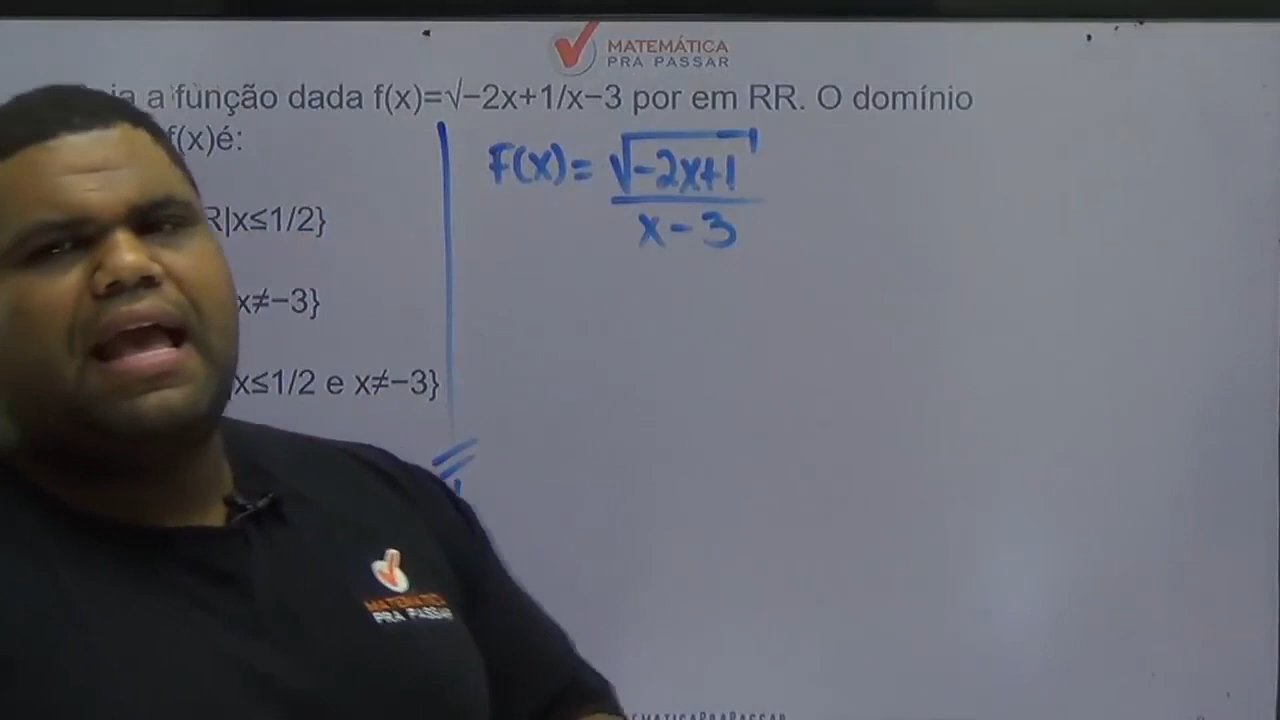 MATEMÁTICA
PRA PASSAR
a função dada f(x)=√−2x+1/x−3 por em RR. O domínio
f(x)é:
F(x)= √-2x+1
x-3
R|x≤1/2}
x≠−3}
x≤1/2 e x≠−3}
MATEMÁTICA
PRA PASSAR